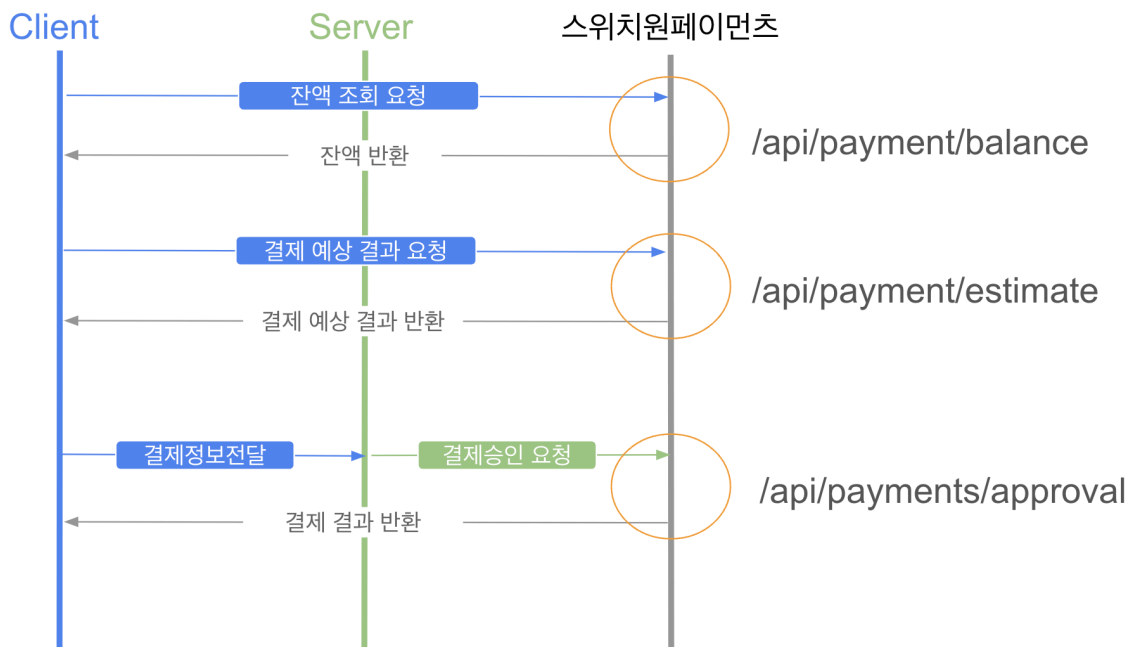 Client
Server
스위치원페이먼츠
잔액 조회 요청
잔액 반환
/api/payment/balance
결제 예상 결과 요청
결제 예상 결과 반환
/api/payment/estimate
결제정보전달
결제승인 요청
결제 결과 반환
/api/payments/approval